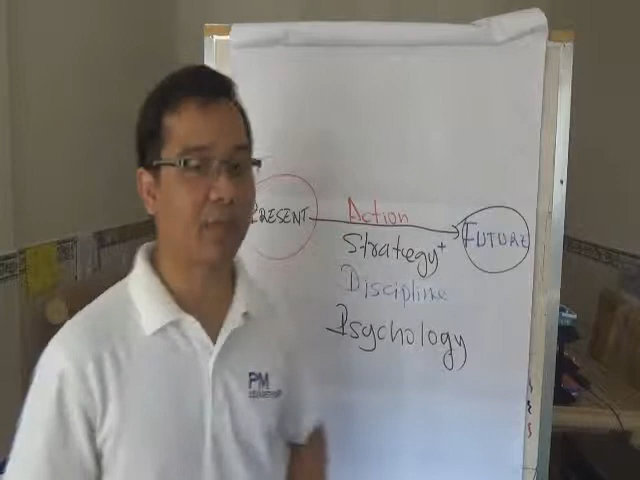 PRESENT
Action
FUTURE
Strategy +
Discipline
Psychology
PM